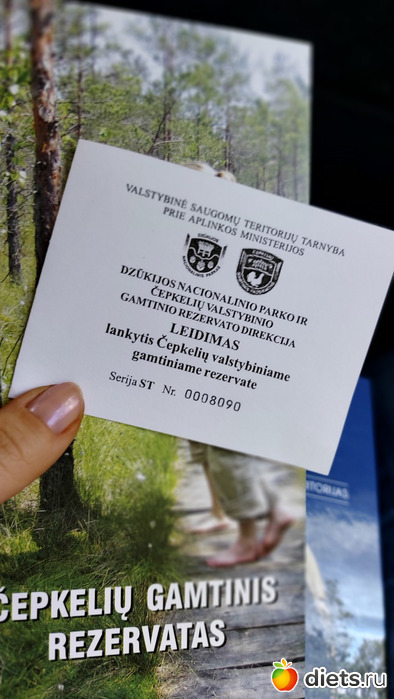 VALSTYBINĖ SAUGOMŲ TERITORIJŲ TARNYBA
PRIE APLINKOS MINISTERIJOS
DZŪKIJOS NACIONALINIO PARKO IR
ČEPKELIŲ VALSTYBINIO
GAMTINIO REZERVATO DIREKCIJA
LEIDIMAS
lankytis Čepkelių valstybiniame
gamtiniame rezervate
Serija ST Nr. 0008090
ITORIJAS
ČEPKELIŲ GAMTINIS
REZERVATAS
diets.ru